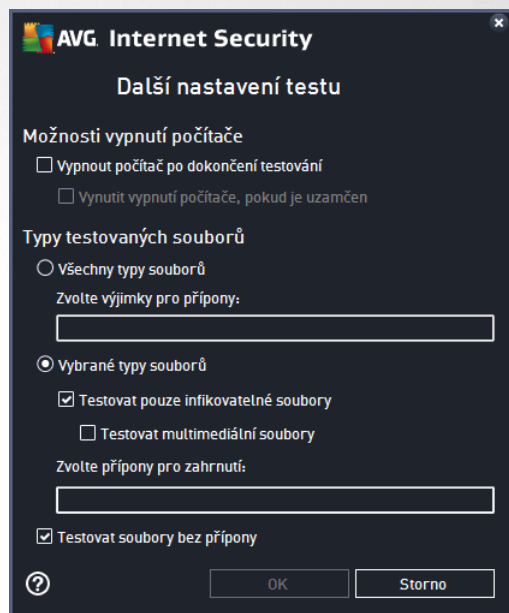 AVG Internet Security
Další nastavení testu
Možnosti vypnutí počítače
Vypnout počítač po dokončení testování
Vynutit vypnutí počítače, pokud je uzamčen
Typy testovaných souborů
Všechny typy souborů
Zvolte výjimky pro přípony:
Vybrané typy souborů
Testovat pouze infikovatelné soubory
Testovat multimediální soubory
Zvolte přípony pro zahrnutí:
Testovat soubory bez přípony
? OK Storno